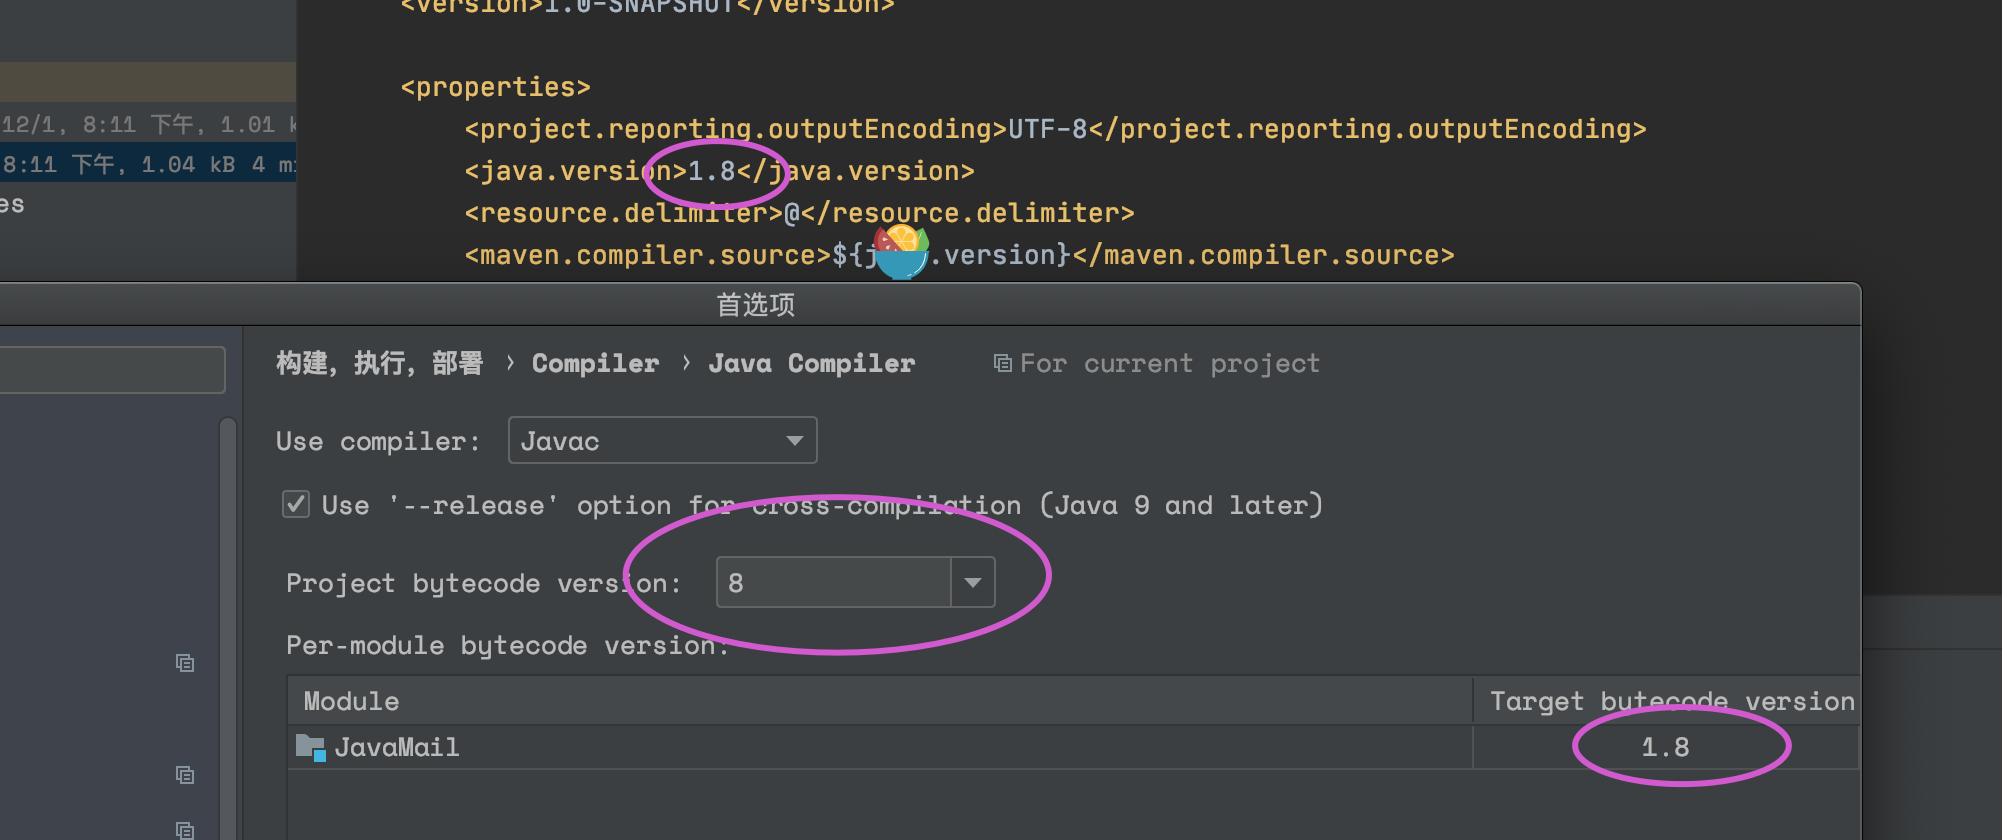 <version>1.0-SNAPSHOT</version>
<properties>
12/1, 8:11 下午, 1.01 k
<project.reporting.outputEncoding>UTF-8</project.reporting.outputEncoding>
8:11 下午, 1.04 kB 4 mi
<java.version>1.8</java.version>
es
<resource.delimiter>@</resource.delimiter>
<maven.compiler.source>${j .version}</maven.compiler.source>
首选项
构建, 执行, 部署 › Compiler › Java Compiler For current project
Use compiler: Javac
Use '--release' option for cross-compilation (Java 9 and later)
Project bytecode version: 8
Per-module bytecode version:
Module Target bytecode version
JavaMail 1.8